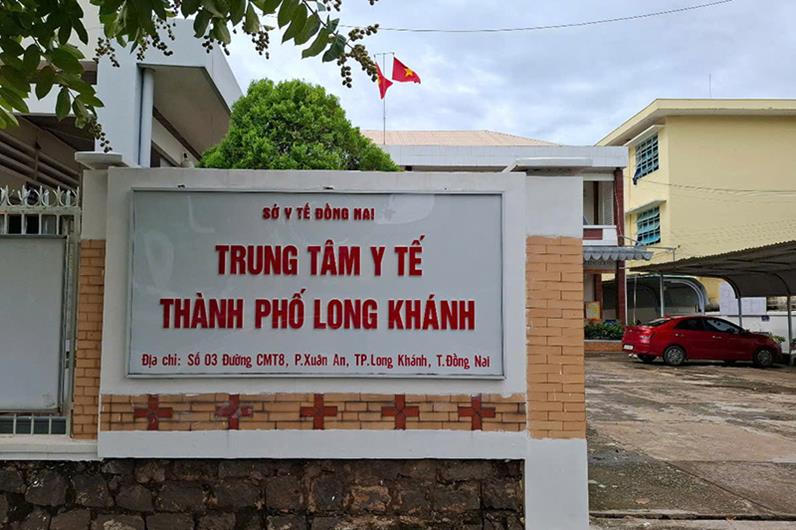 SỞ Y TẾ ĐỒNG NAI
TRUNG TÂM Y TẾ
THÀNH PHỐ LONG KHÁNH
Địa chỉ: Số 03 Đường CMT8, P.Xuân An, TP.Long Khánh, T.Đồng Nai